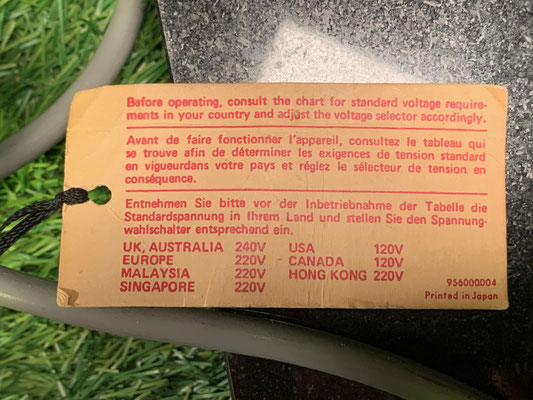 Before operating, consult the chart for standard voltage require-
ments in your country and adjust the voltage selector accordingly.
Avant de faire fonctionner l'appareil, consultez le tableau qui
se trouve afin de déterminer les exigences de tension standard
en vigueurdans votre pays et réglez le sélecteur de tension en
conséquence.
Entnehmen Sie bitte vor der Inbetriebnahme der Tabelle die
Standardspannung in Ihrem Land und stellen Sie den Spannung-
wahlschalter entsprechend ein.
UK, AUSTRALIA 240V USA 120V
EUROPE 220V CANADA 120V
MALAYSIA 220V HONG KONG 220V
SINGAPORE 220V
956000004
Printed in Japan